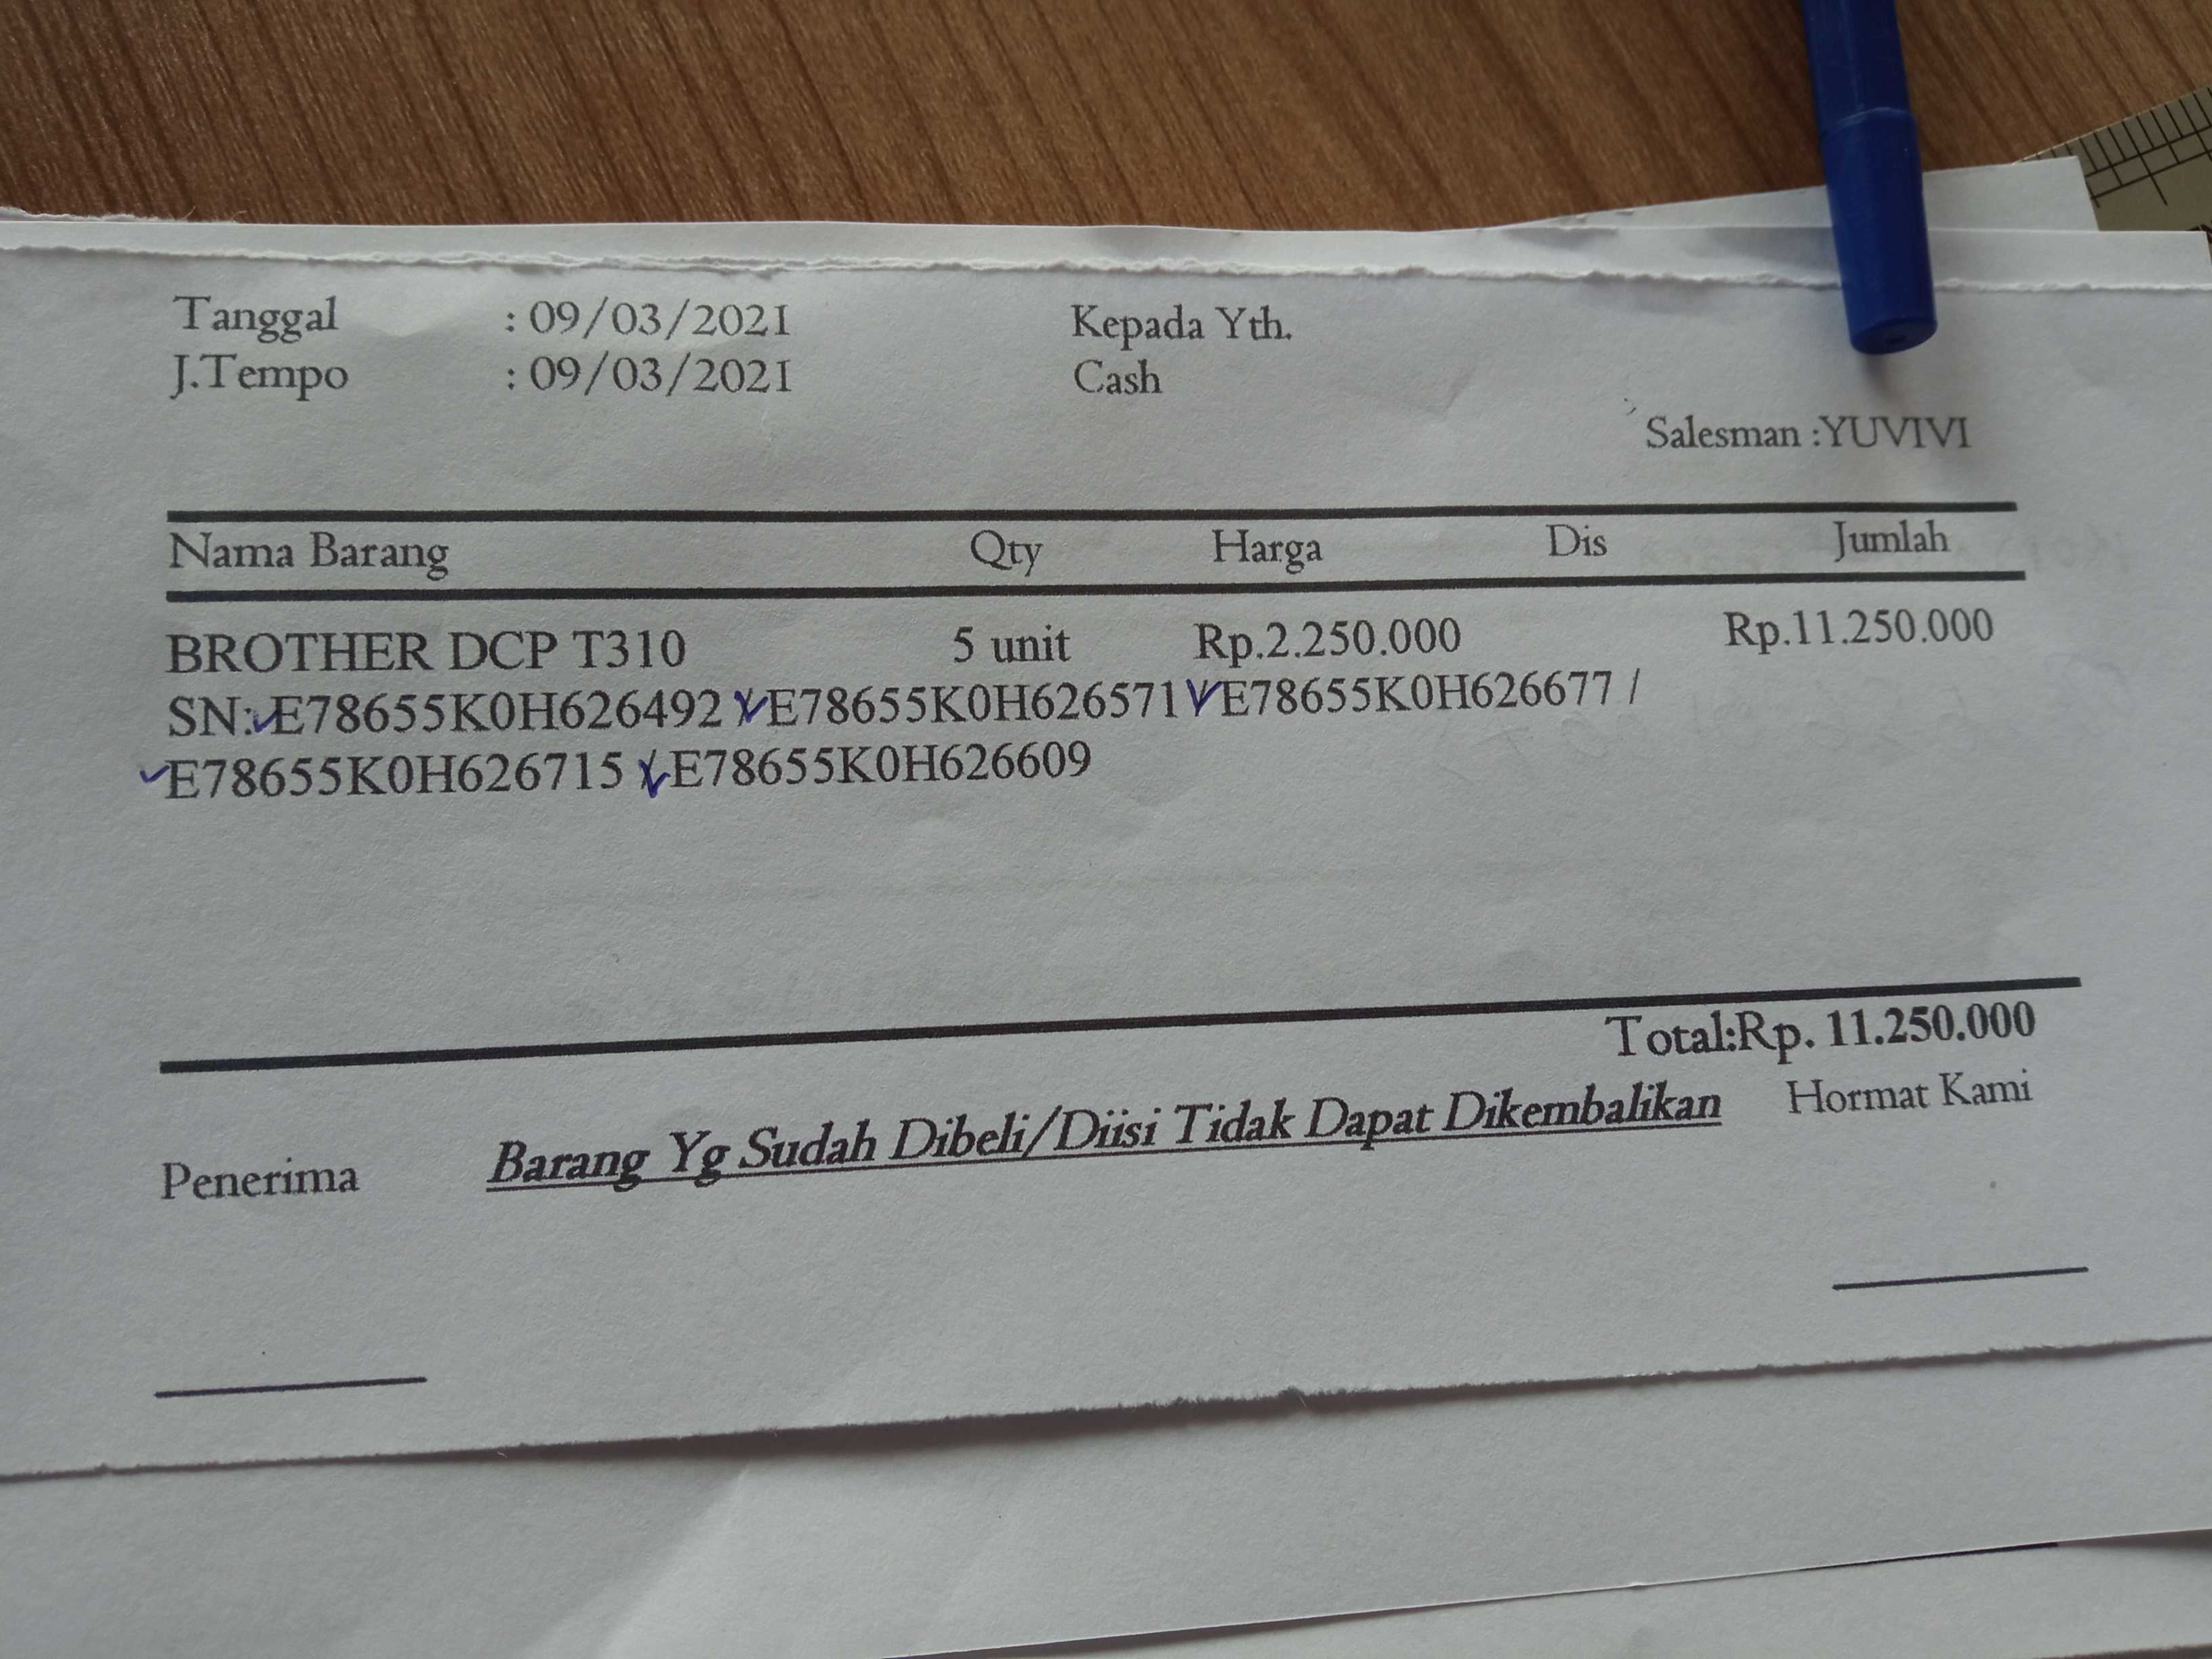 Tanggal : 09/03/2021 Kepada Yth.
J.Tempo : 09/03/2021 Cash
Salesman :YUVIVI
Nama Barang Qty Harga Dis Jumlah
BROTHER DCP T310 5 unit Rp.2.250.000 Rp.11.250.000
SN: E78655K0H626492 / E78655K0H626571 / E78655K0H626677 /
E78655K0H626715 / E78655K0H626609
Total:Rp. 11.250.000
Penerima Barang Yg Sudah Dibeli/Diisi Tidak Dapat Dikembalikan Hormat Kami